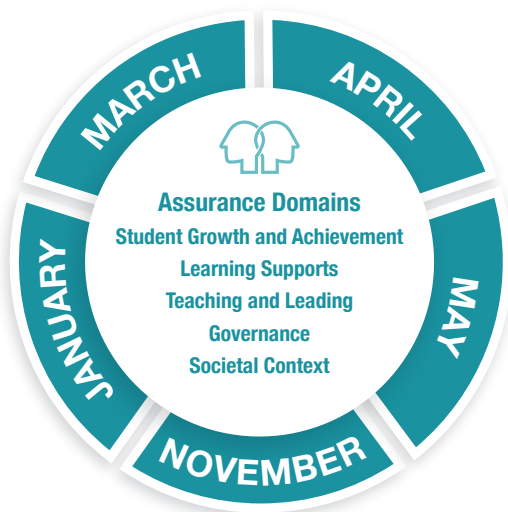 MARCH
APRIL
Assurance Domains
Student Growth and Achievement
Learning Supports
Teaching and Leading
Governance
Societal Context
JANUARY
MAY
NOVEMBER